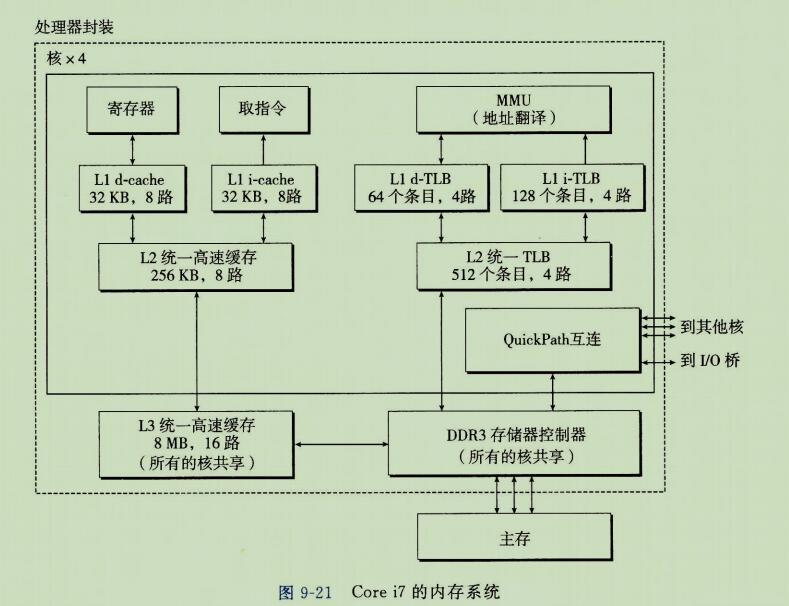 处理器封装
核×4
寄存器
取指令
MMU
(地址翻译)
L1 d-cache
32 KB，8 路
L1 i-cache
32 KB，8路
L1 d-TLB
64 个条目，4路
L1 i-TLB
128 个条目，4 路
L2 统一高速缓存
256 KB，8 路
L2 统一 TLB
512 个条目，4 路
QuickPath互连
到其他核
到 I/O 桥
L3 统一高速缓存
8 MB，16 路
(所有的核共享)
DDR3 存储器控制器
(所有的核共享)
主存
图 9-21 Core i7 的内存系统